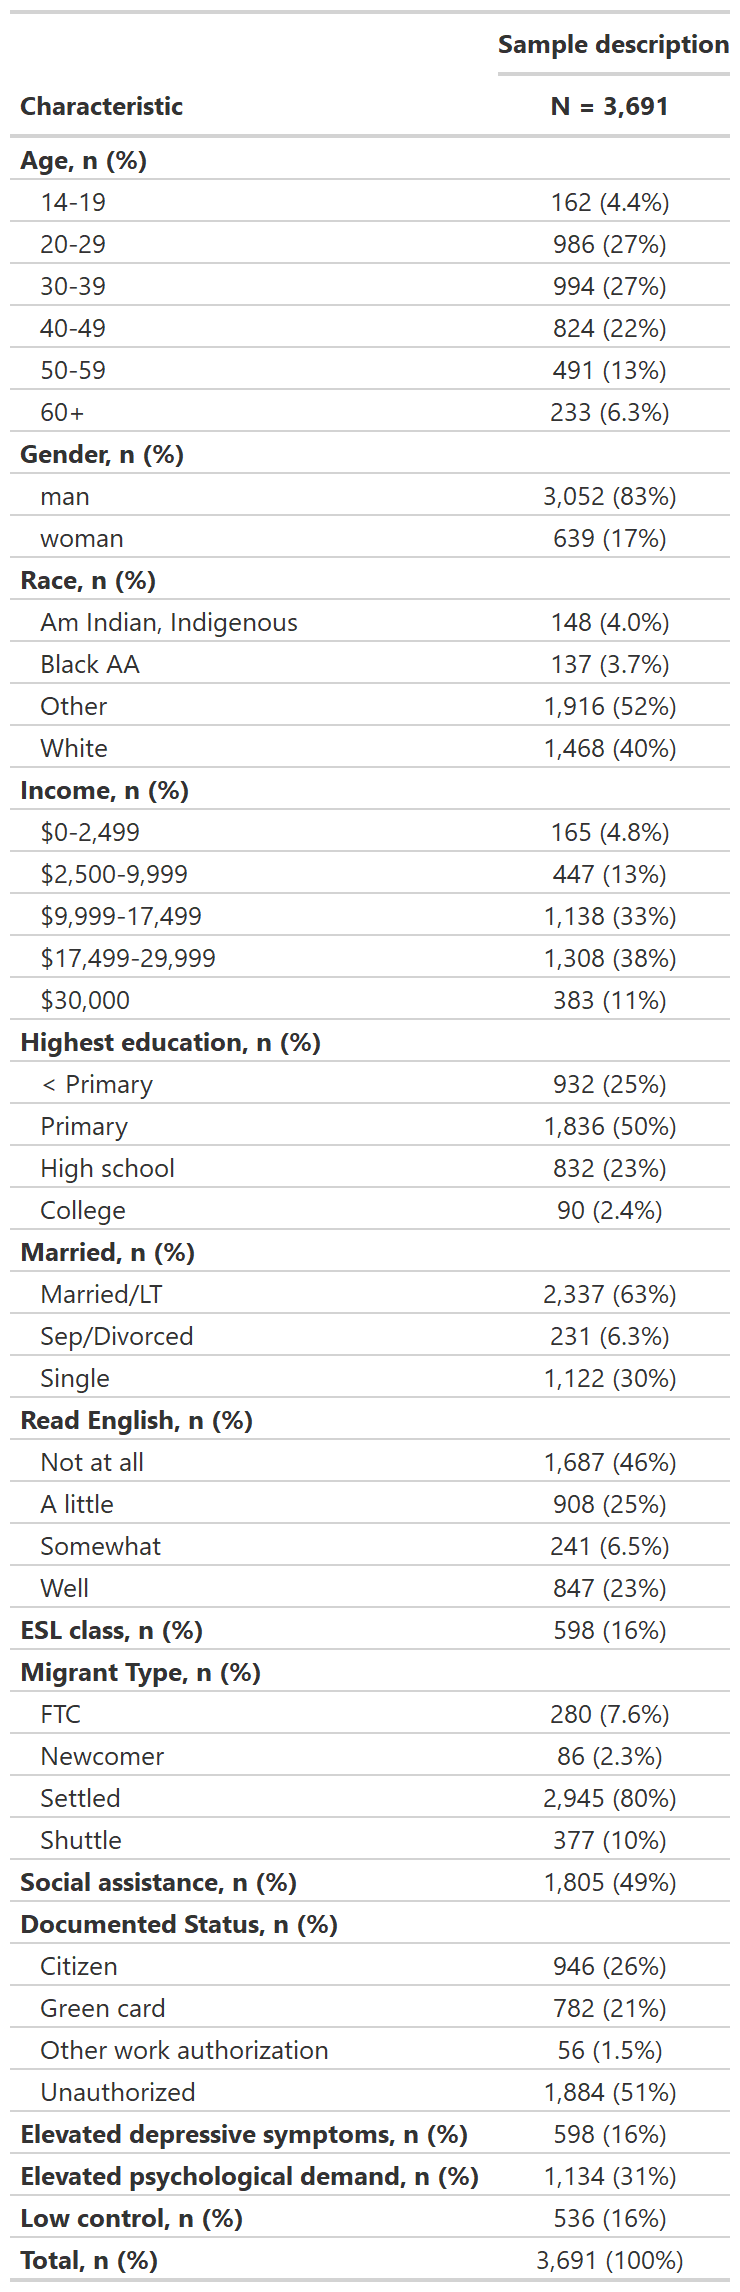 Sample description
Characteristic N = 3,691
Age, n (%)
14-19 162 (4.4%)
20-29 986 (27%)
30-39 994 (27%)
40-49 824 (22%)
50-59 491 (13%)
60+ 233 (6.3%)
Gender, n (%)
man 3,052 (83%)
woman 639 (17%)
Race, n (%)
Am Indian, Indigenous 148 (4.0%)
Black AA 137 (3.7%)
Other 1,916 (52%)
White 1,468 (40%)
Income, n (%)
$0-2,499 165 (4.8%)
$2,500-9,999 447 (13%)
$9,999-17,499 1,138 (33%)
$17,499-29,999 1,308 (38%)
$30,000 383 (11%)
Highest education, n (%)
< Primary 932 (25%)
Primary 1,836 (50%)
High school 832 (23%)
College 90 (2.4%)
Married, n (%)
Married/LT 2,337 (63%)
Sep/Divorced 231 (6.3%)
Single 1,122 (30%)
Read English, n (%)
Not at all 1,687 (46%)
A little 908 (25%)
Somewhat 241 (6.5%)
Well 847 (23%)
ESL class, n (%) 598 (16%)
Migrant Type, n (%)
FTC 280 (7.6%)
Newcomer 86 (2.3%)
Settled 2,945 (80%)
Shuttle 377 (10%)
Social assistance, n (%) 1,805 (49%)
Documented Status, n (%)
Citizen 946 (26%)
Green card 782 (21%)
Other work authorization 56 (1.5%)
Unauthorized 1,884 (51%)
Elevated depressive symptoms, n (%) 598 (16%)
Elevated psychological demand, n (%) 1,134 (31%)
Low control, n (%) 536 (16%)
Total, n (%) 3,691 (100%)